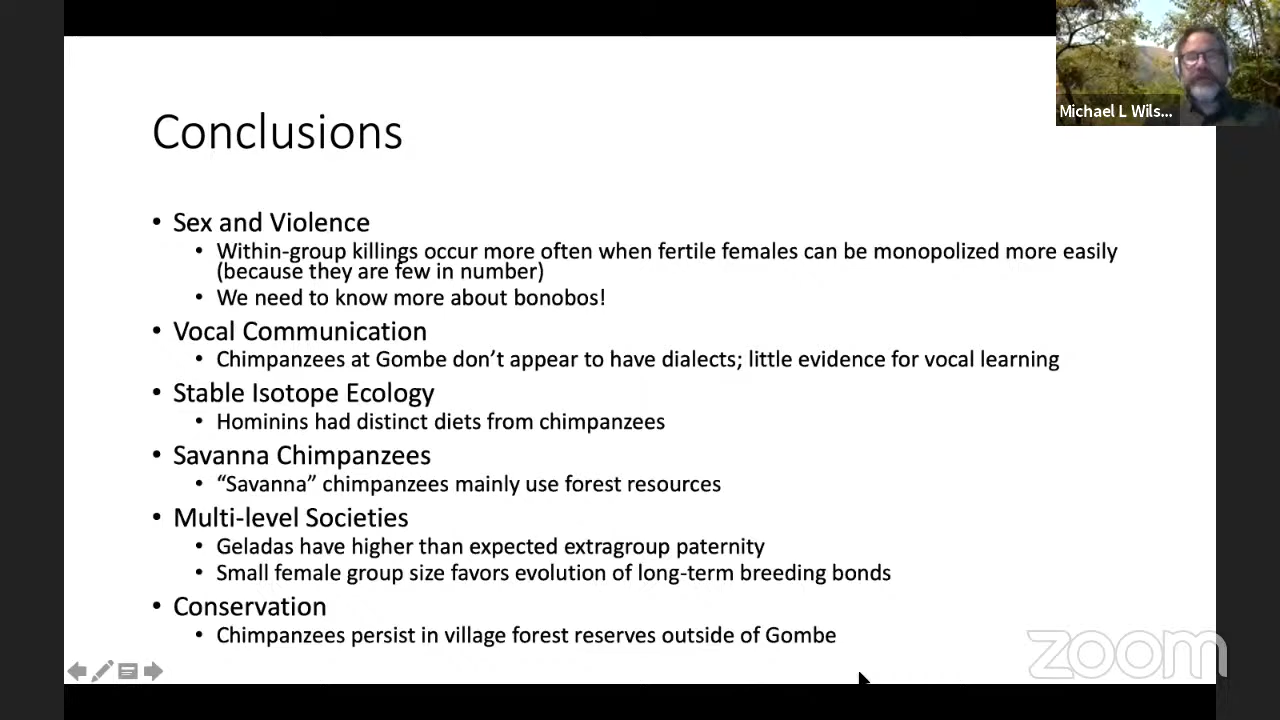 Michael L Wils...
Conclusions
• Sex and Violence
• Within-group killings occur more often when fertile females can be monopolized more easily
(because they are few in number)
• We need to know more about bonobos!
• Vocal Communication
• Chimpanzees at Gombe don’t appear to have dialects; little evidence for vocal learning
• Stable Isotope Ecology
• Hominins had distinct diets from chimpanzees
• Savanna Chimpanzees
• “Savanna” chimpanzees mainly use forest resources
• Multi-level Societies
• Geladas have higher than expected extragroup paternity
• Small female group size favors evolution of long-term breeding bonds
• Conservation
• Chimpanzees persist in village forest reserves outside of Gombe
zoom